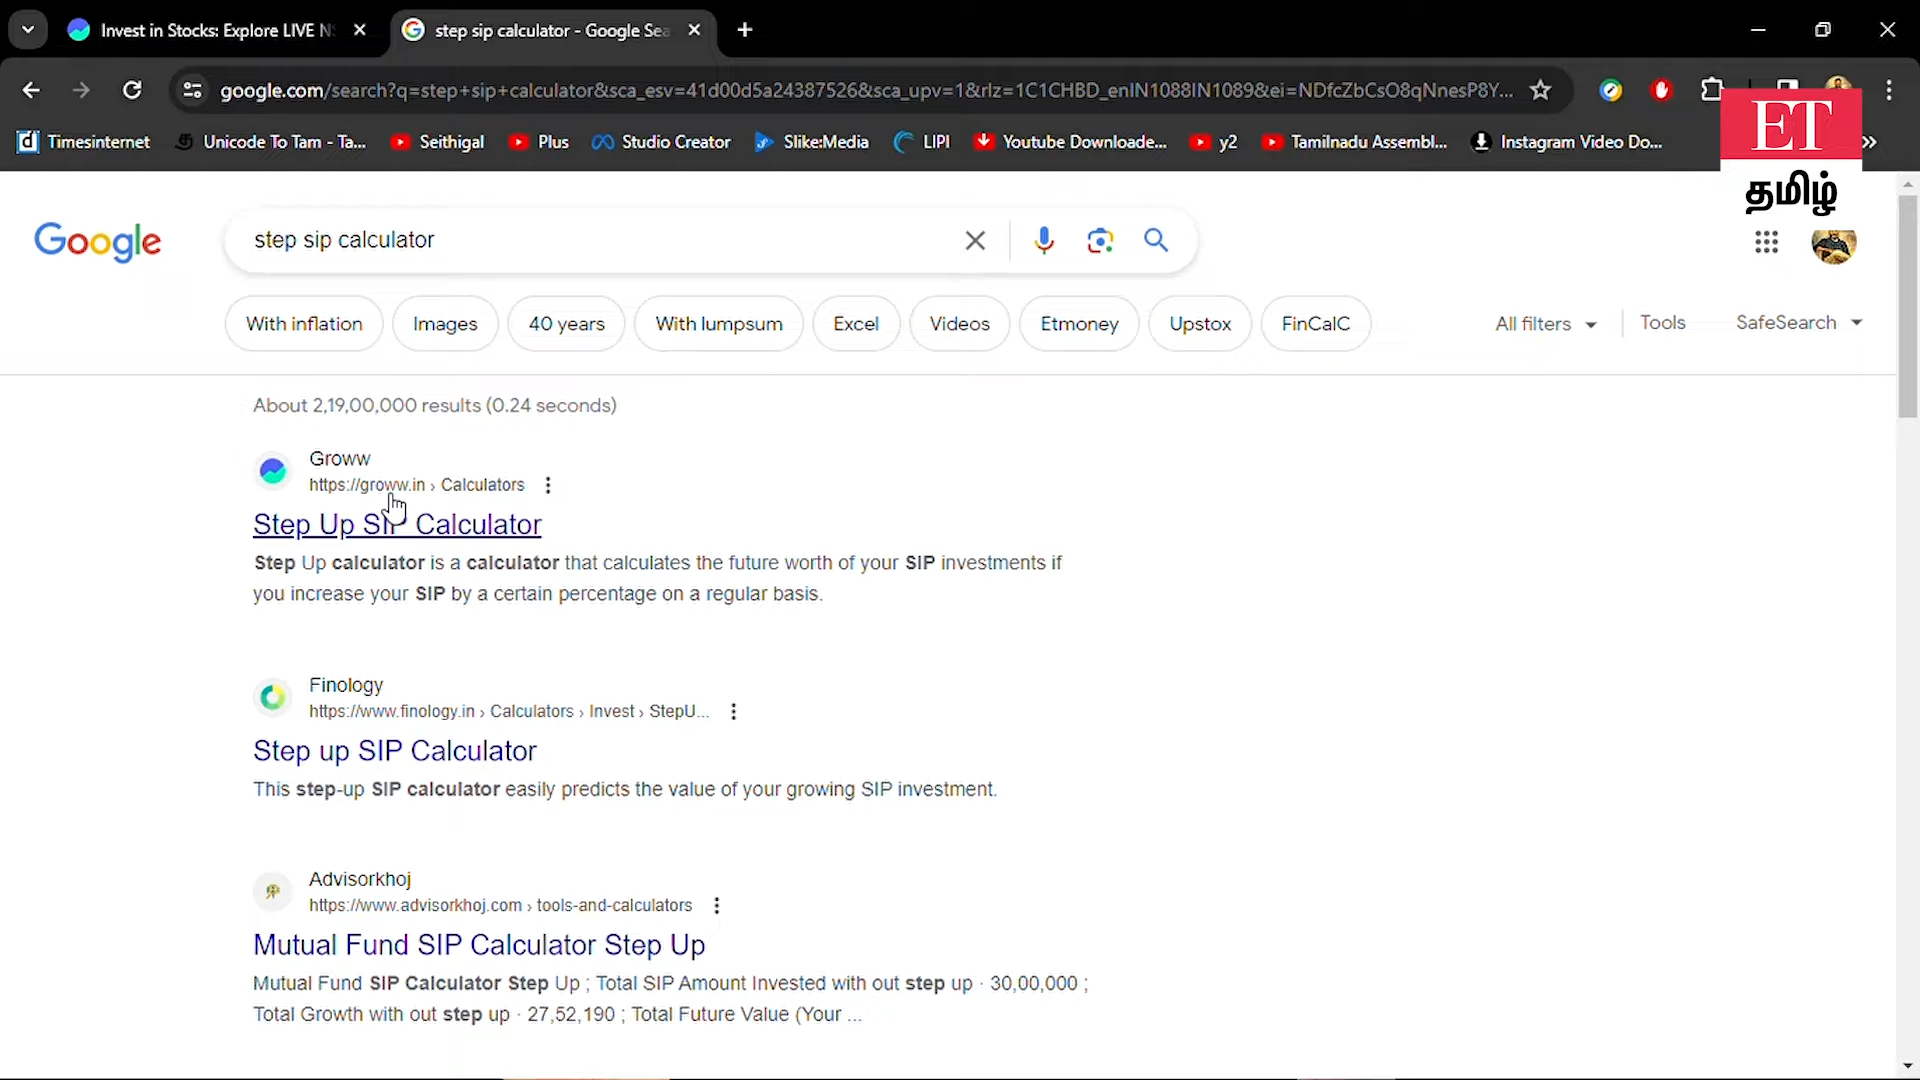 Invest in Stocks: Explore LIVE N
step sip calculator - Google Sea
google.com/search?q=step+sip+calculator&sca_esv=41d00d5a24387526&sca_upv=1&rlz=1C1CHBD_enIN1088IN1089&ei=NDfcZbCsO8qNnesP8Y...
Timesinternet
Unicode To Tam - Ta...
Seithigal
Plus
Studio Creator
Slike:Media
LIPI
Youtube Downloade...
y2
Tamilnadu Assembl...
Instagram Video Do...
ET
தமிழ்
Google
step sip calculator
With inflation
Images
40 years
With lumpsum
Excel
Videos
Etmoney
Upstox
FinCalC
All filters
Tools
SafeSearch
About 2,19,00,000 results (0.24 seconds)
Groww
https://groww.in › Calculators
Step Up SIP Calculator
Step Up calculator is a calculator that calculates the future worth of your SIP investments if
you increase your SIP by a certain percentage on a regular basis.
Finology
https://www.finology.in › Calculators › Invest › StepU...
Step up SIP Calculator
This step-up SIP calculator easily predicts the value of your growing SIP investment.
Advisorkhoj
https://www.advisorkhoj.com › tools-and-calculators
Mutual Fund SIP Calculator Step Up
Mutual Fund SIP Calculator Step Up ; Total SIP Amount Invested with out step up · 30,00,000 ;
Total Growth with out step up · 27,52,190 ; Total Future Value (Your ...